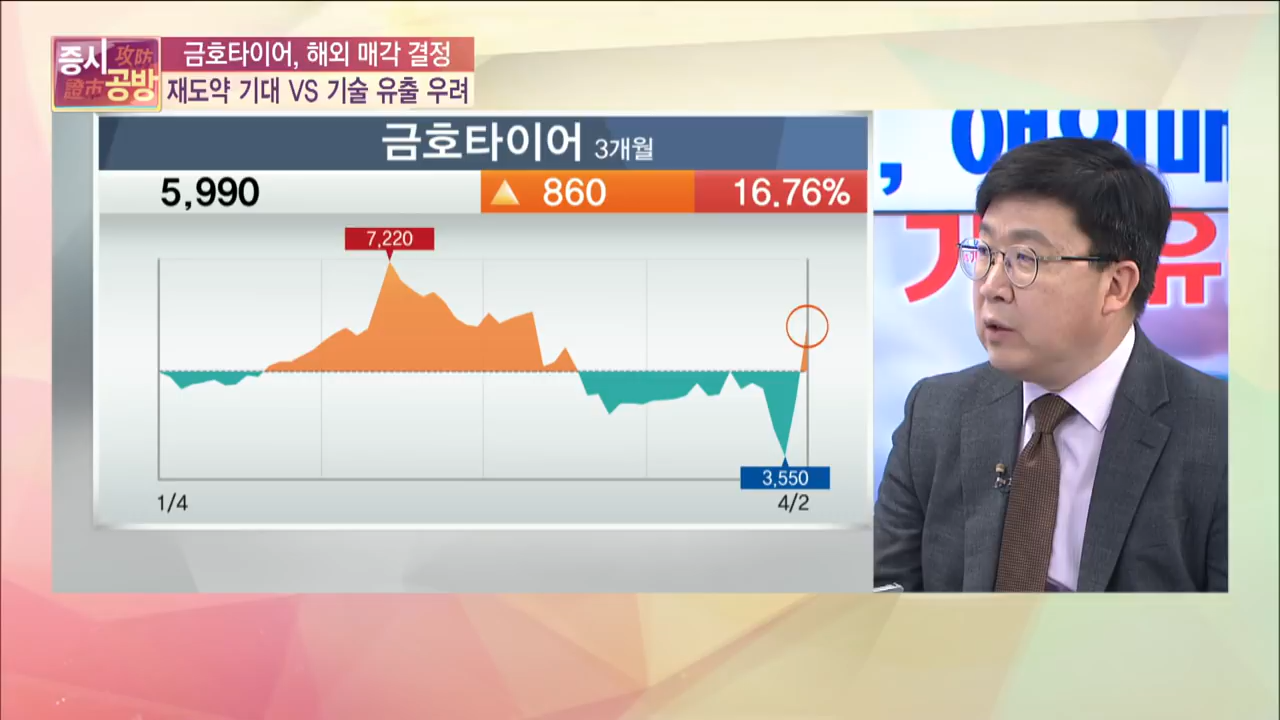 증시 攻防
證市 공방
금호타이어, 해외 매각 결정
재도약 기대 VS 기술 유출 우려
금호타이어 3개월
5,990 860 16.76%
7,220
3,550
1/4 4/2